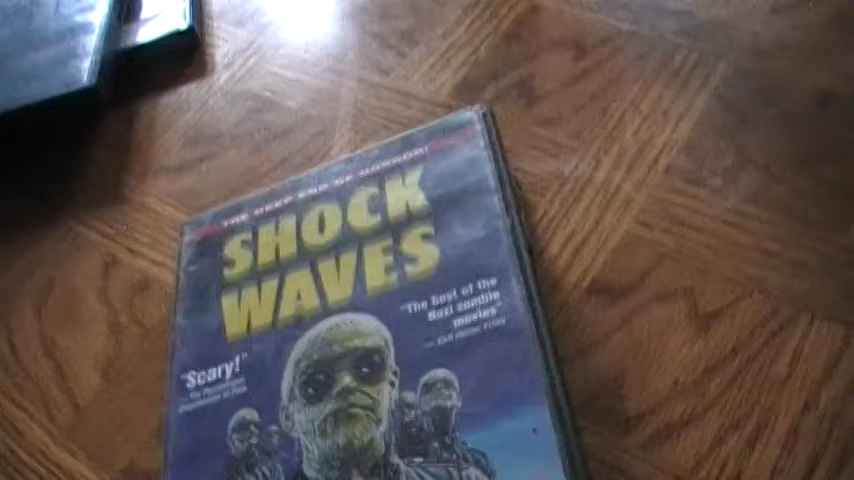 THE DEEP END OF HORROR!
SHOCK
WAVES
"The best of the
Nazi zombie
movies"
"Scary!"